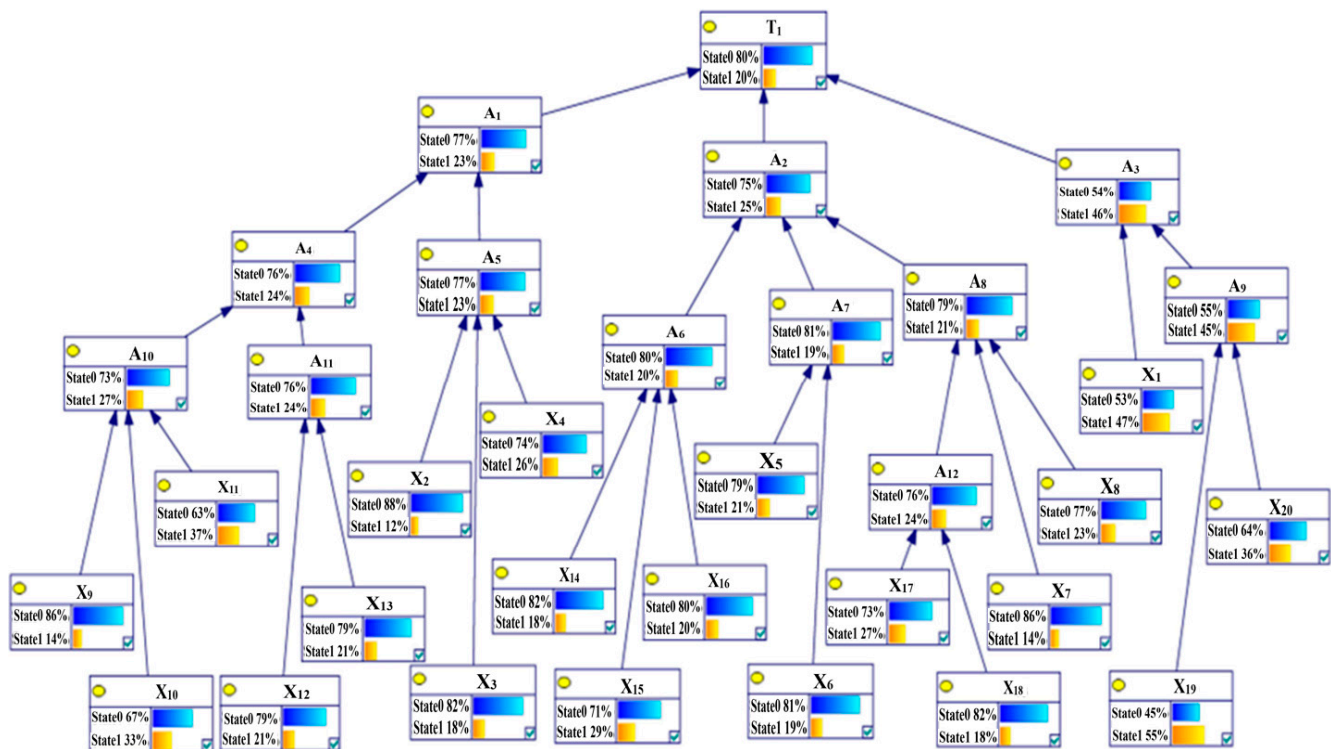 T1
State0 80%
State1 20%
A1
State0 77%
State1 23%
A2
State0 75%
State1 25%
A3
State0 54%
State1 46%
A4
State0 76%
State1 24%
A5
State0 77%
State1 23%
A6
State0 80%
State1 20%
A7
State0 81%
State1 19%
A8
State0 79%
State1 21%
A9
State0 55%
State1 45%
A10
State0 73%
State1 27%
A11
State0 76%
State1 24%
X1
State0 53%
State1 47%
X4
State0 74%
State1 26%
X5
State0 79%
State1 21%
A12
State0 76%
State1 24%
X11
State0 63%
State1 37%
X2
State0 88%
State1 12%
X8
State0 77%
State1 23%
X20
State0 64%
State1 36%
X9
State0 86%
State1 14%
X13
State0 79%
State1 21%
X14
State0 82%
State1 18%
X16
State0 80%
State1 20%
X17
State0 73%
State1 27%
X7
State0 86%
State1 14%
X10
State0 67%
State1 33%
X12
State0 79%
State1 21%
X3
State0 82%
State1 18%
X15
State0 71%
State1 29%
X6
State0 81%
State1 19%
X18
State0 82%
State1 18%
X19
State0 45%
State1 55%